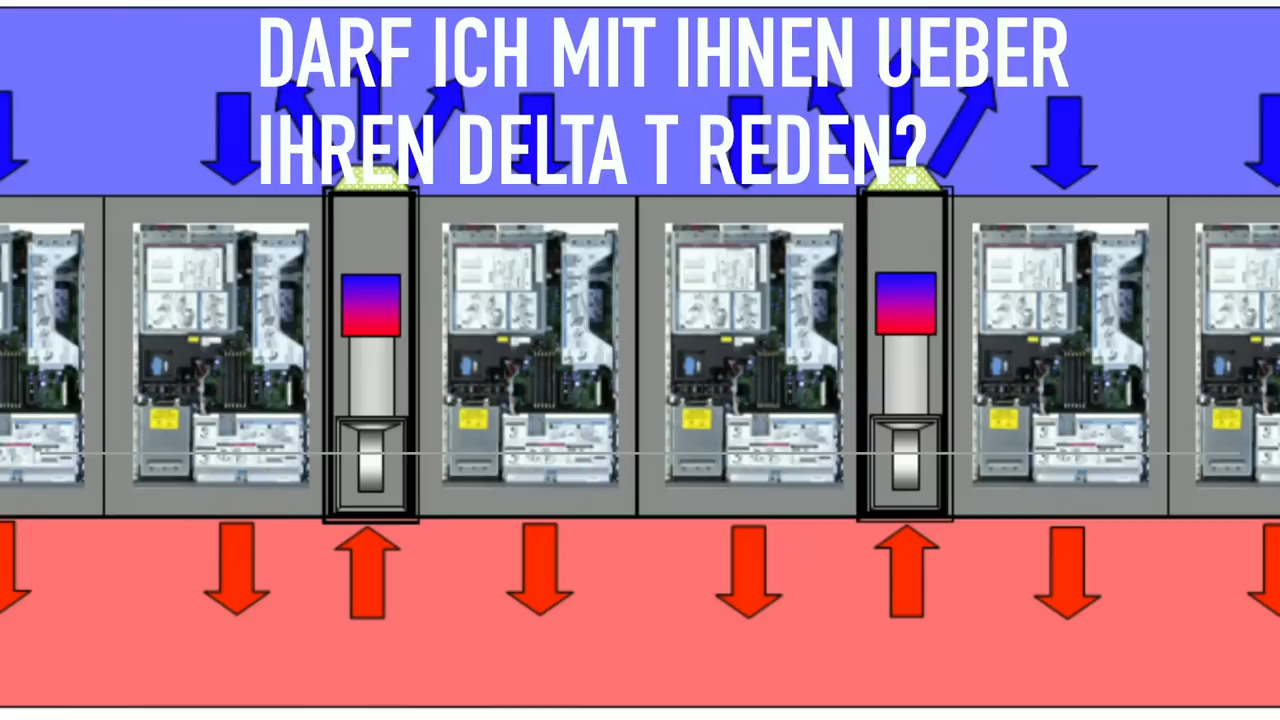 DARF ICH MIT IHNEN UEBER
IHREN DELTA T REDEN?